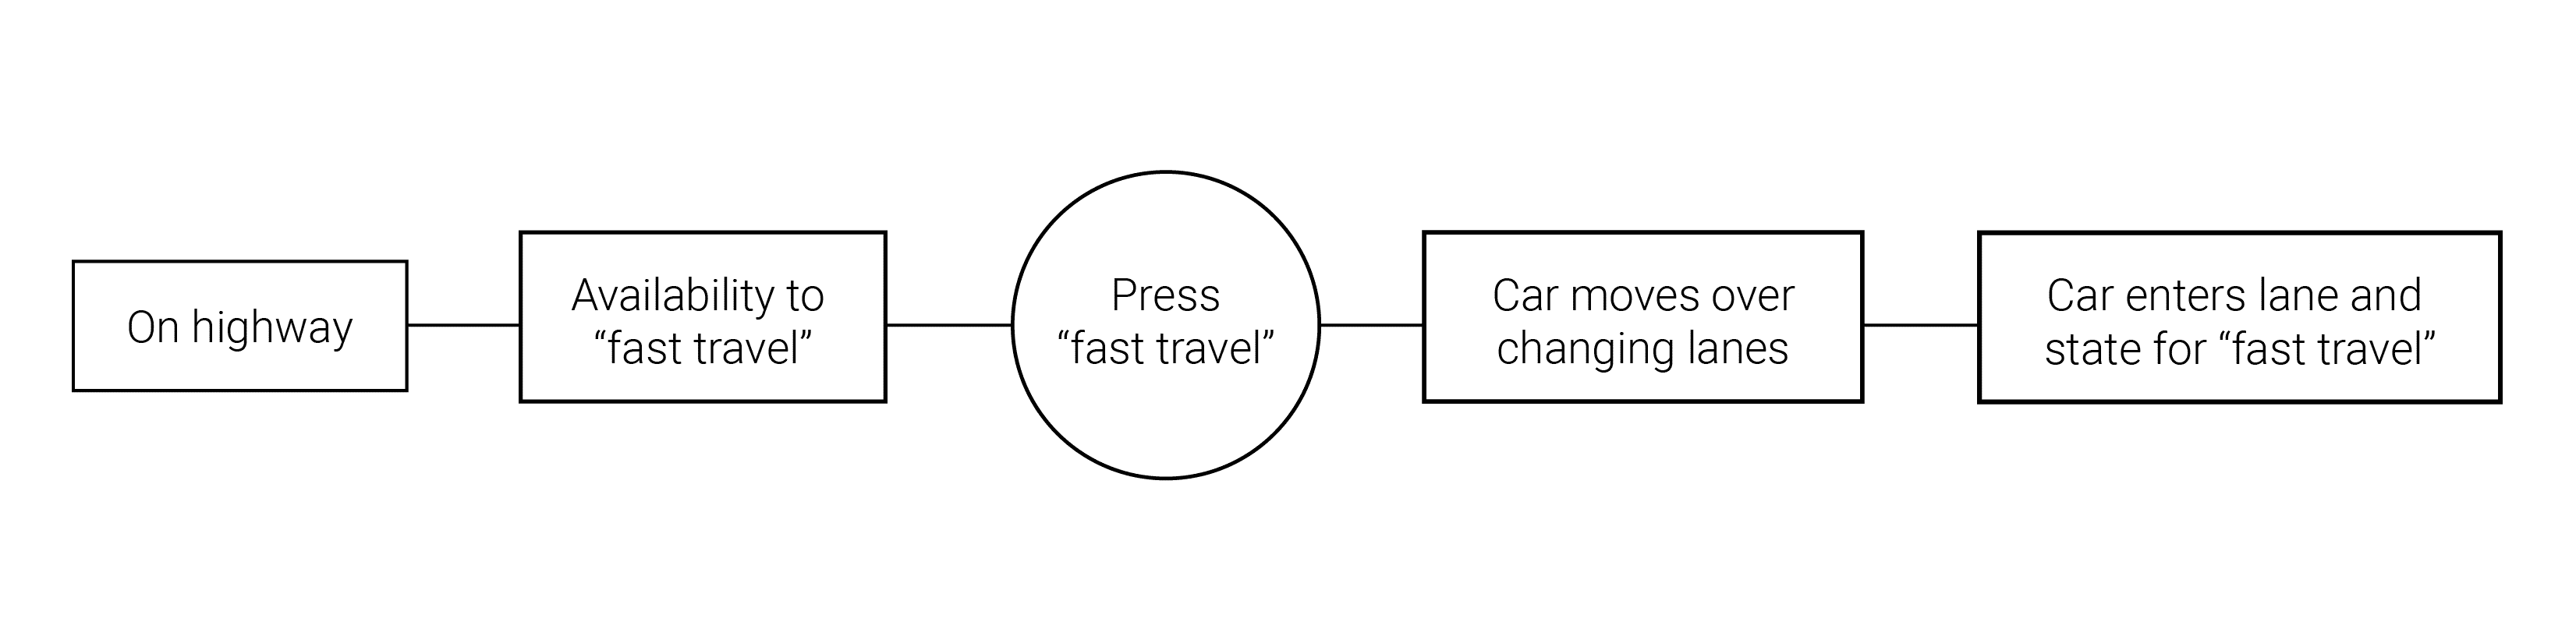 On highway
Availability to
“fast travel”
Press
“fast travel”
Car moves over
changing lanes
Car enters lane and
state for “fast travel”